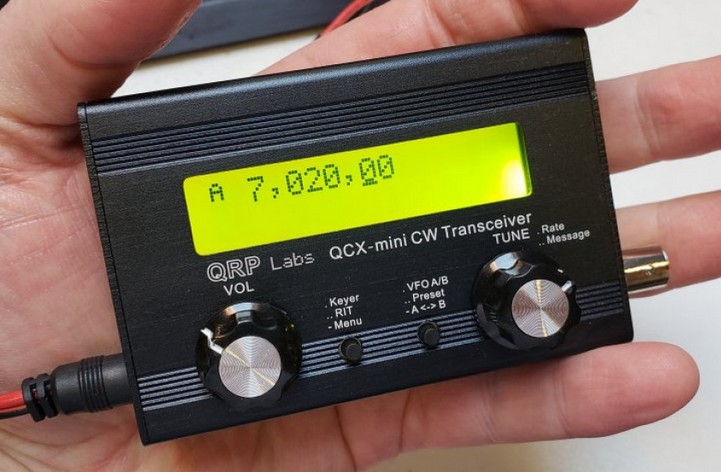 A 7,020,00
QRP Labs QCX-mini CW Transceiver
VOL
. Keyer
.. RIT
- Menu
. VFO A/B
.. Preset
- A <-> B
TUNE
. Rate
.. Message